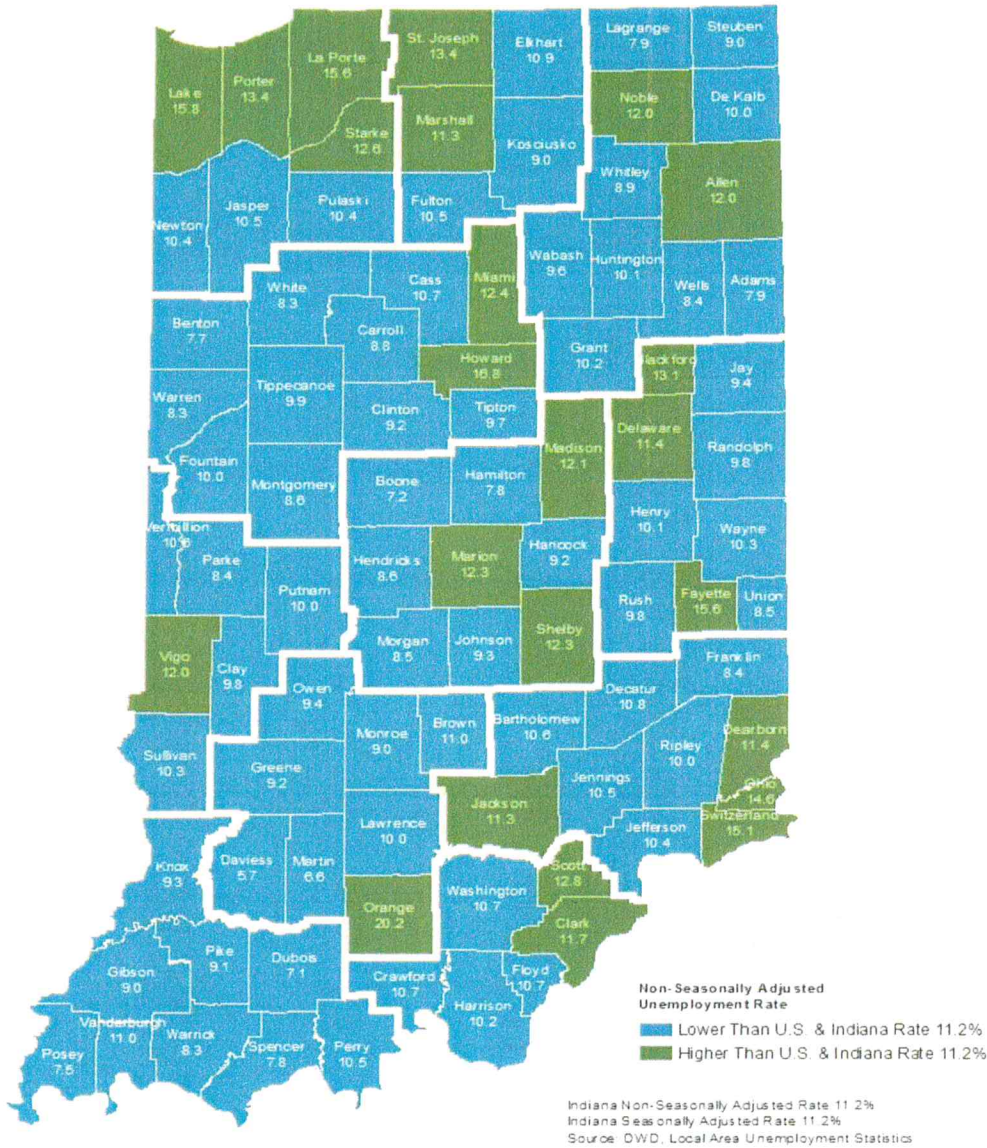 Lake
15.8
Porter
13.4
La Porte
15.6
St. Joseph
13.4
Elkhart
10.9
Lagrange
7.9
Steuben
9.0
Starke
12.6
Marshall
11.3
Kosciusko
9.0
Noble
12.0
De Kalb
10.0
Newton
10.4
Jasper
10.5
Pulaski
10.4
Fulton
10.5
Whitley
8.9
Allen
12.0
White
8.3
Cass
10.7
Miami
12.4
Wabash
9.6
Huntington
10.1
Wells
8.4
Adams
7.9
Benton
7.7
Carroll
8.8
Howard
16.8
Grant
10.2
Blackford
13.1
Jay
9.4
Warren
8.3
Tippecanoe
9.9
Clinton
9.2
Tipton
9.7
Madison
12.1
Delaware
11.4
Randolph
9.8
Fountain
10.0
Montgomery
8.6
Boone
7.2
Hamilton
7.8
Henry
10.1
Wayne
10.3
Vermillion
10.6
Parke
8.4
Putnam
10.0
Hendricks
8.6
Marion
12.3
Hancock
9.2
Rush
9.8
Fayette
15.6
Union
8.5
Vigo
12.0
Clay
9.8
Morgan
8.5
Johnson
9.3
Shelby
12.3
Franklin
8.4
Owen
9.4
Monroe
9.0
Brown
11.0
Bartholomew
10.6
Decatur
10.8
Dearborn
11.4
Sullivan
10.3
Greene
9.2
Ripley
10.0
Jennings
10.5
Ohio
14.6
Jackson
11.3
Switzerland
15.1
Lawrence
10.0
Jefferson
10.4
Knox
9.3
Daviess
5.7
Martin
6.6
Orange
20.2
Washington
10.7
Scott
12.8
Clark
11.7
Gibson
9.0
Pike
9.1
Dubois
7.1
Crawford
10.7
Floyd
10.7
Harrison
10.2
Posey
7.5
Vanderburgh
11.0
Warrick
8.3
Spencer
7.8
Perry
10.5
Non-Seasonally Adjusted
Unemployment Rate
Lower Than U.S. & Indiana Rate 11.2%
Higher Than U.S. & Indiana Rate 11.2%
Indiana Non-Seasonally Adjusted Rate 11.2%
Indiana Seasonally Adjusted Rate 11.2%
Source: DWD, Local Area Unemployment Statistics